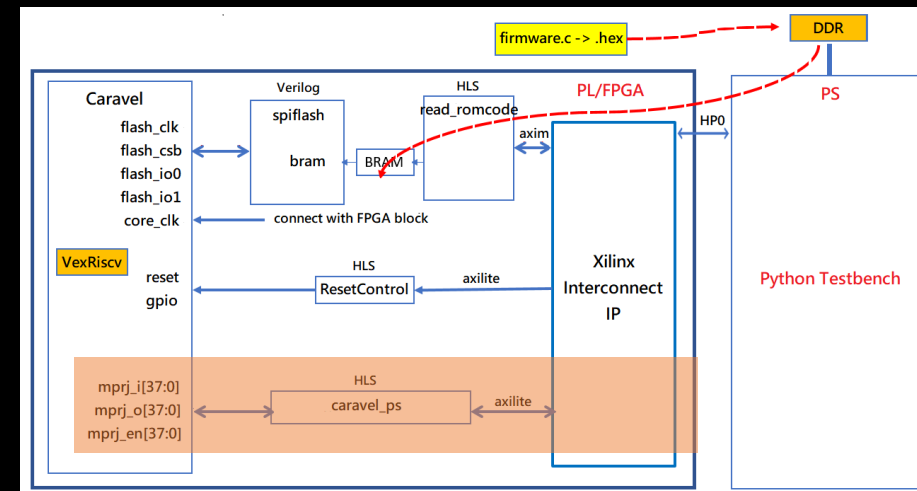 firmware.c -> .hex
DDR
Caravel
flash_clk
flash_csb
flash_io0
flash_io1
core_clk
VexRiscv
reset
gpio
mprj_i[37:0]
mprj_o[37:0]
mprj_en[37:0]
Verilog
spiflash
bram
BRAM
HLS
read_romcode
axim
PL/FPGA
connect with FPGA block
HLS
ResetControl
axilite
HLS
caravel_ps
axilite
Xilinx
Interconnect
IP
HP0
PS
Python Testbench